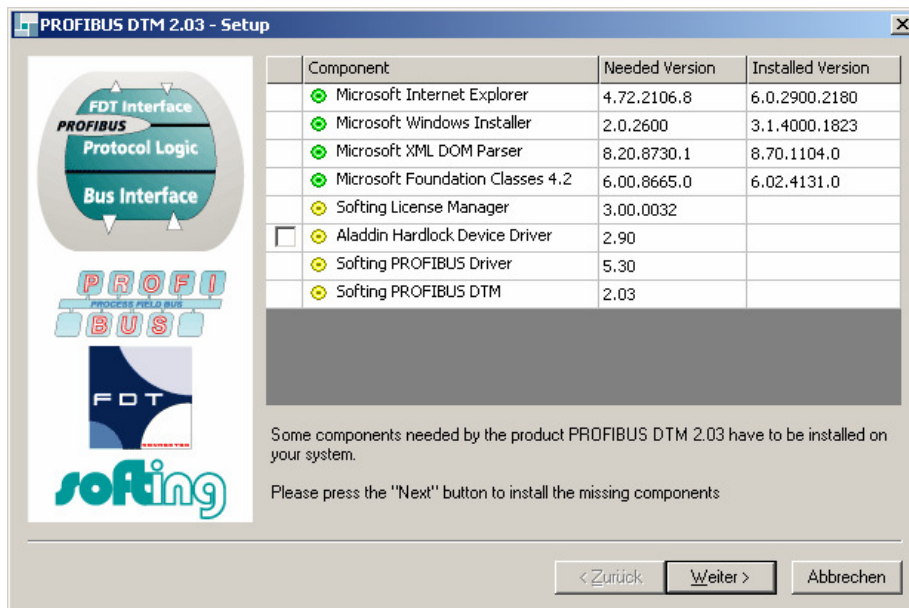 PROFIBUS DTM 2.03 - Setup
FDT Interface
PROFIBUS
Protocol Logic
Bus Interface
PROFI
PROCESS FIELD BUS
BUS
FDT
softing
Component Needed Version Installed Version
Microsoft Internet Explorer 4.72.2106.8 6.0.2900.2180
Microsoft Windows Installer 2.0.2600 3.1.4000.1823
Microsoft XML DOM Parser 8.20.8730.1 8.70.1104.0
Microsoft Foundation Classes 4.2 6.00.8665.0 6.02.4131.0
Softing License Manager 3.00.0032
Aladdin Hardlock Device Driver 2.90
Softing PROFIBUS Driver 5.30
Softing PROFIBUS DTM 2.03
Some components needed by the product PROFIBUS DTM 2.03 have to be installed on
your system.
Please press the "Next" button to install the missing components
< Zurück Weiter > Abbrechen